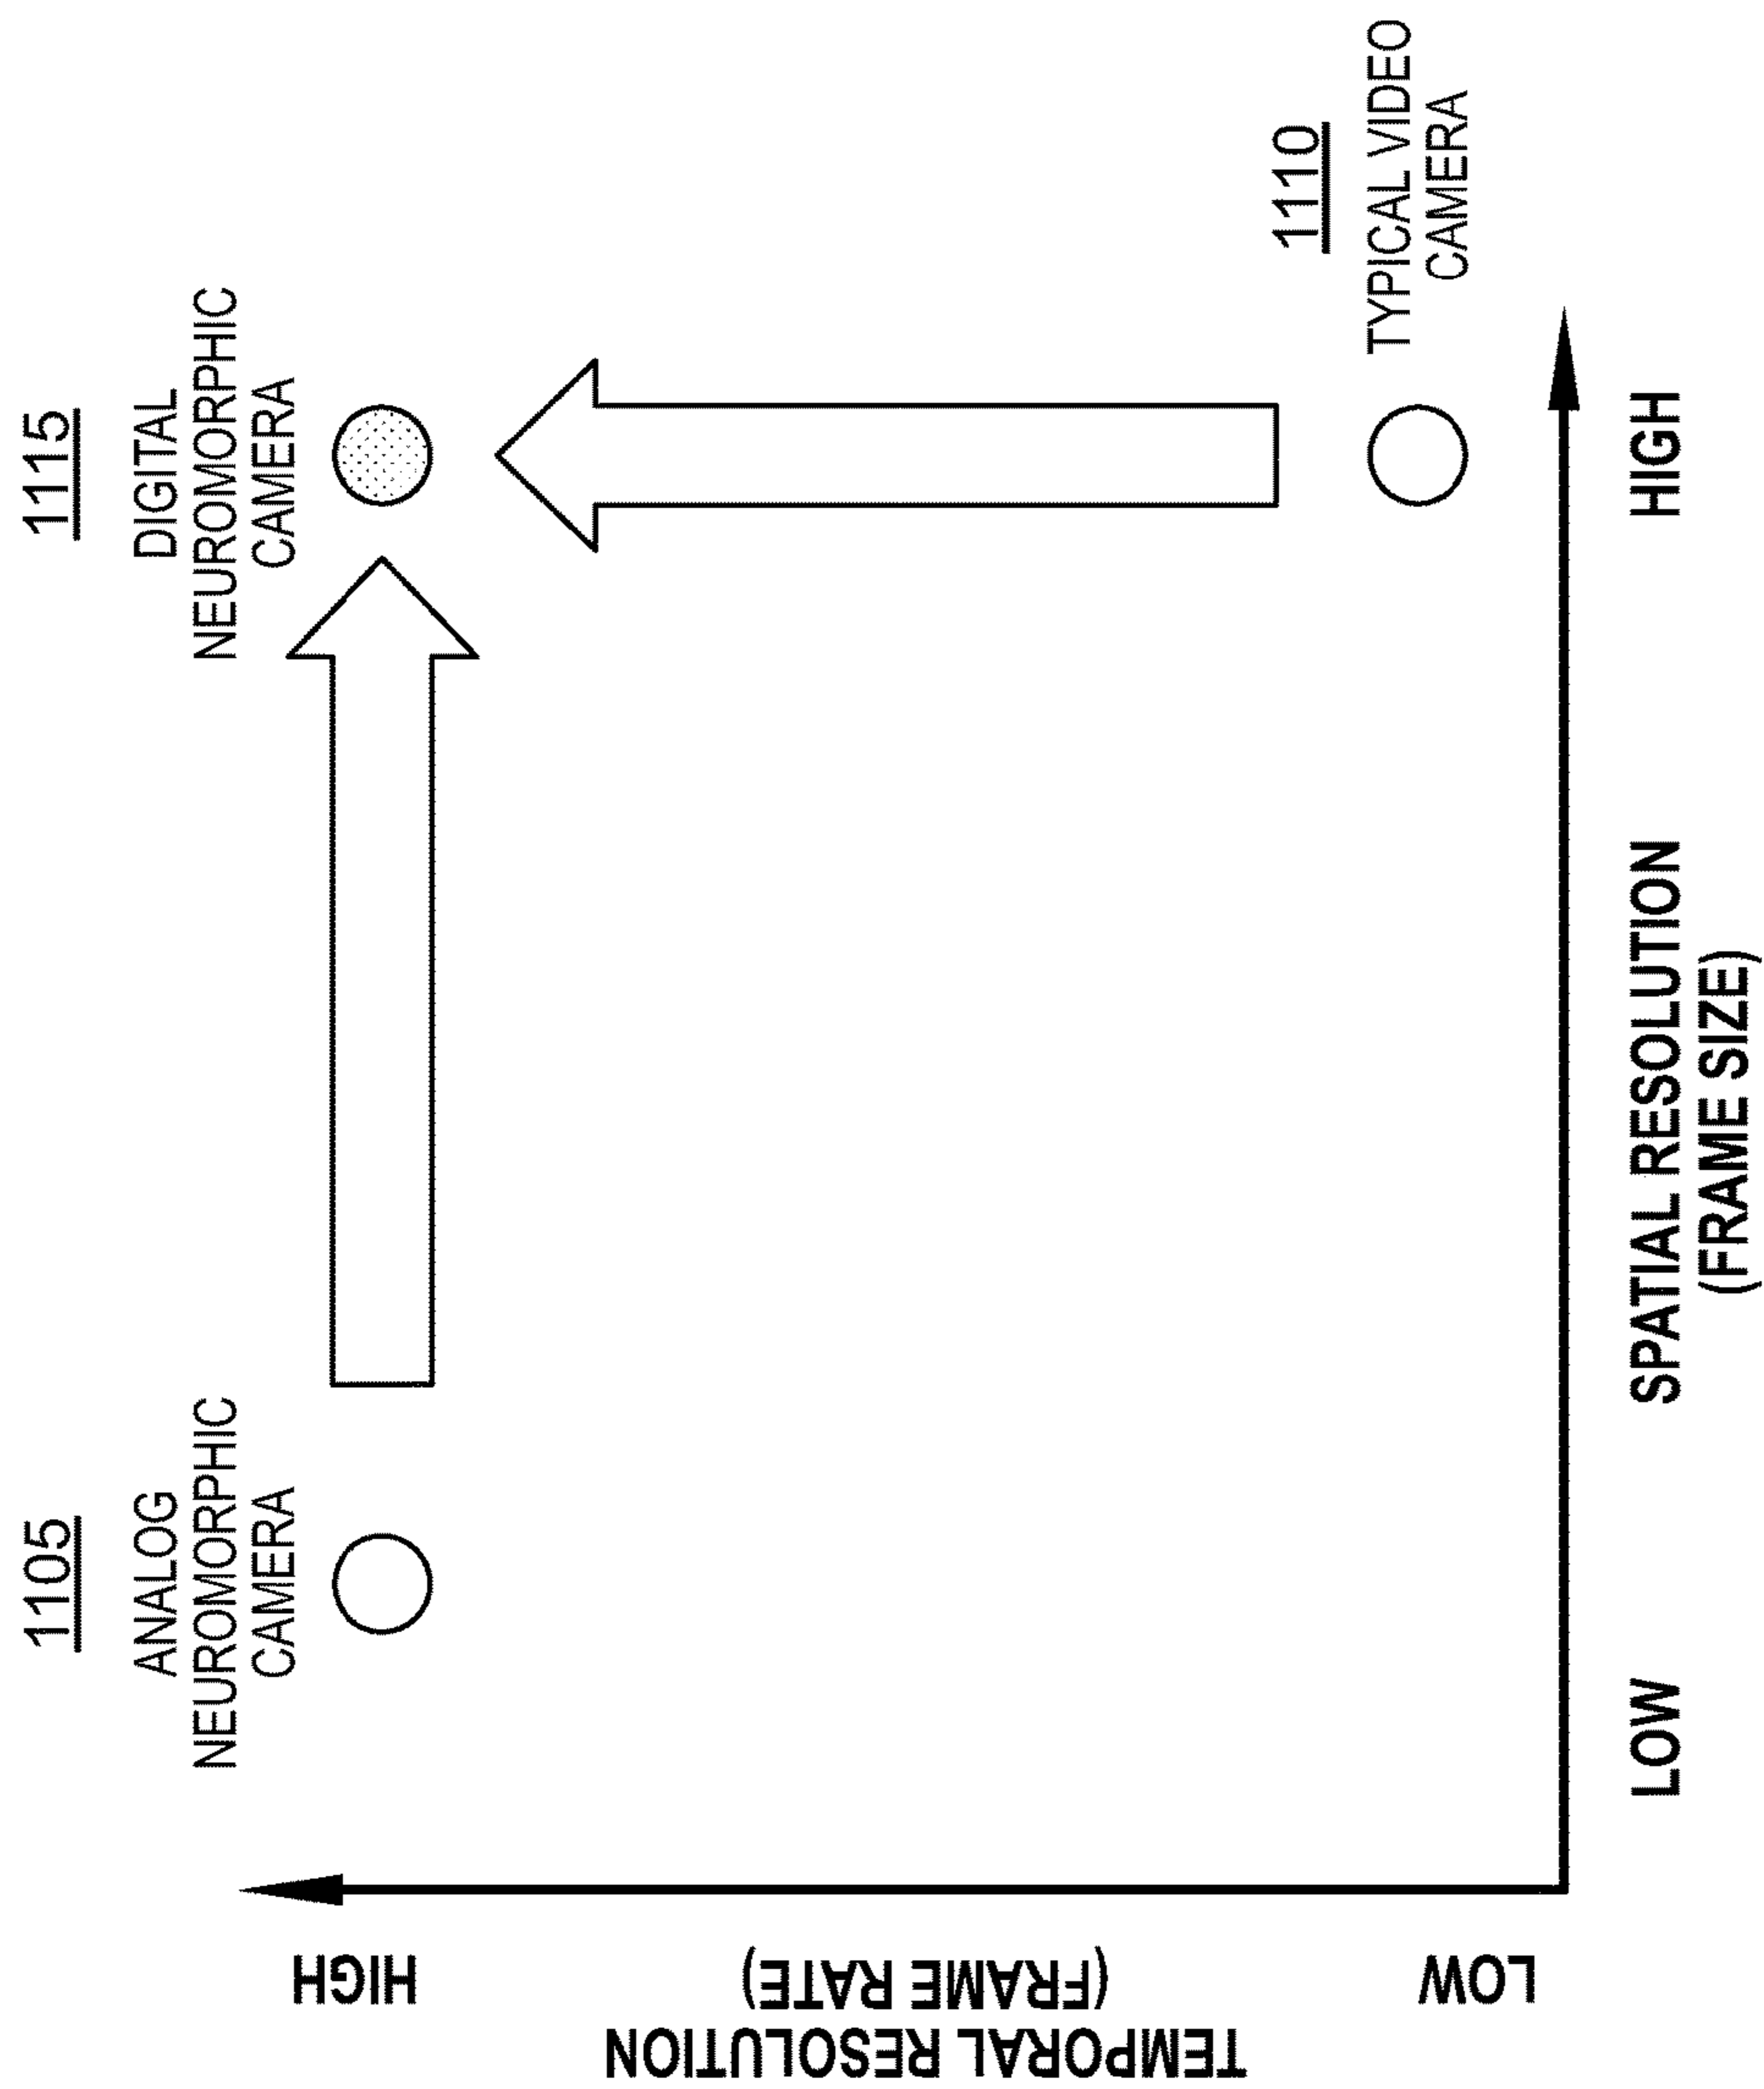 1105
ANALOG
NEUROMORPHIC
CAMERA
1115
DIGITAL
NEUROMORPHIC
CAMERA
1110
TYPICAL VIDEO
CAMERA
HIGH
TEMPORAL RESOLUTION
(FRAME RATE)
LOW
LOW
HIGH
SPATIAL RESOLUTION
(FRAME SIZE)